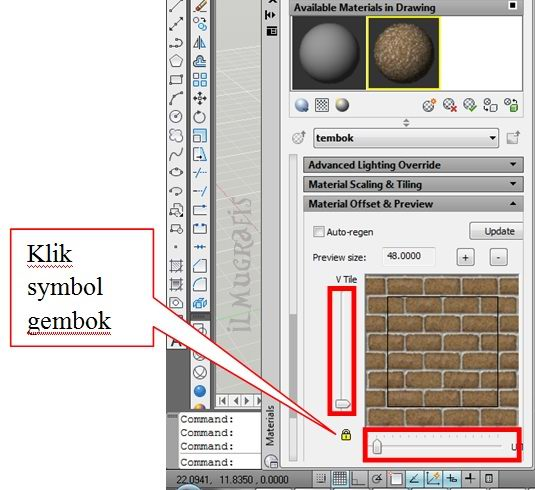 Available Materials in Drawing
tembok
Advanced Lighting Override
Material Scaling & Tiling
Material Offset & Preview
Auto-regen
Update
Preview size:
48.0000
+
-
V Tile
Klik
symbol
gembok
iLMUGRAFIS
A
Materials
Command:
Command:
Command:
Command:
22.0941, 11.8350 , 0.0000